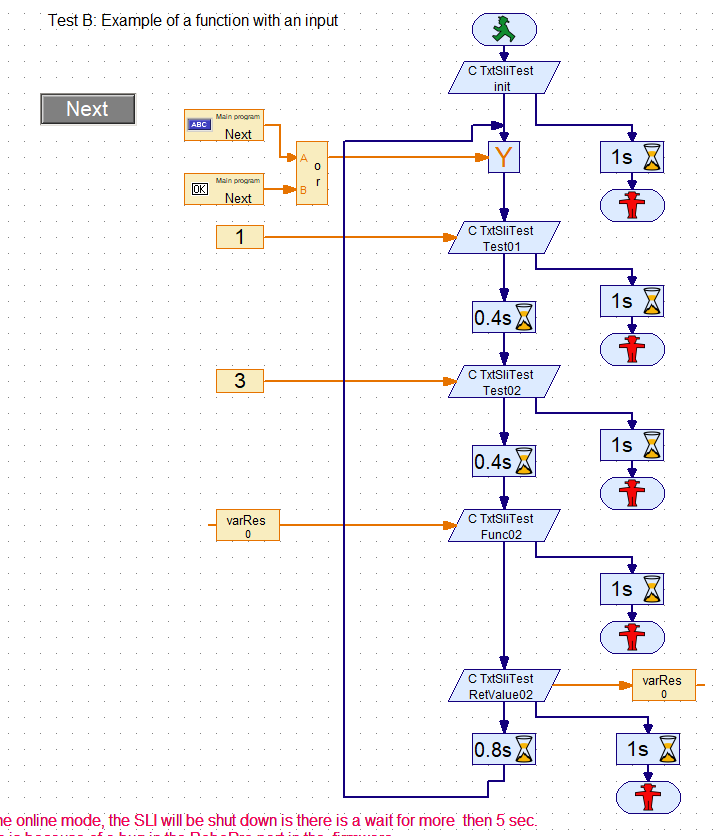 Test B: Example of a function with an input
C TxtSliTest
init
Next
ABC
Main program
Next
A
o
Y
1s
r
OK
Main program
Next
B
1
C TxtSliTest
Test01
1s
0.4s
3
C TxtSliTest
Test02
1s
0.4s
varRes
0
C TxtSliTest
Func02
1s
C TxtSliTest
RetValue02
varRes
0
0.8s
1s
ne online mode, the SLI will be shut down is there is a wait for more then 5 sec.